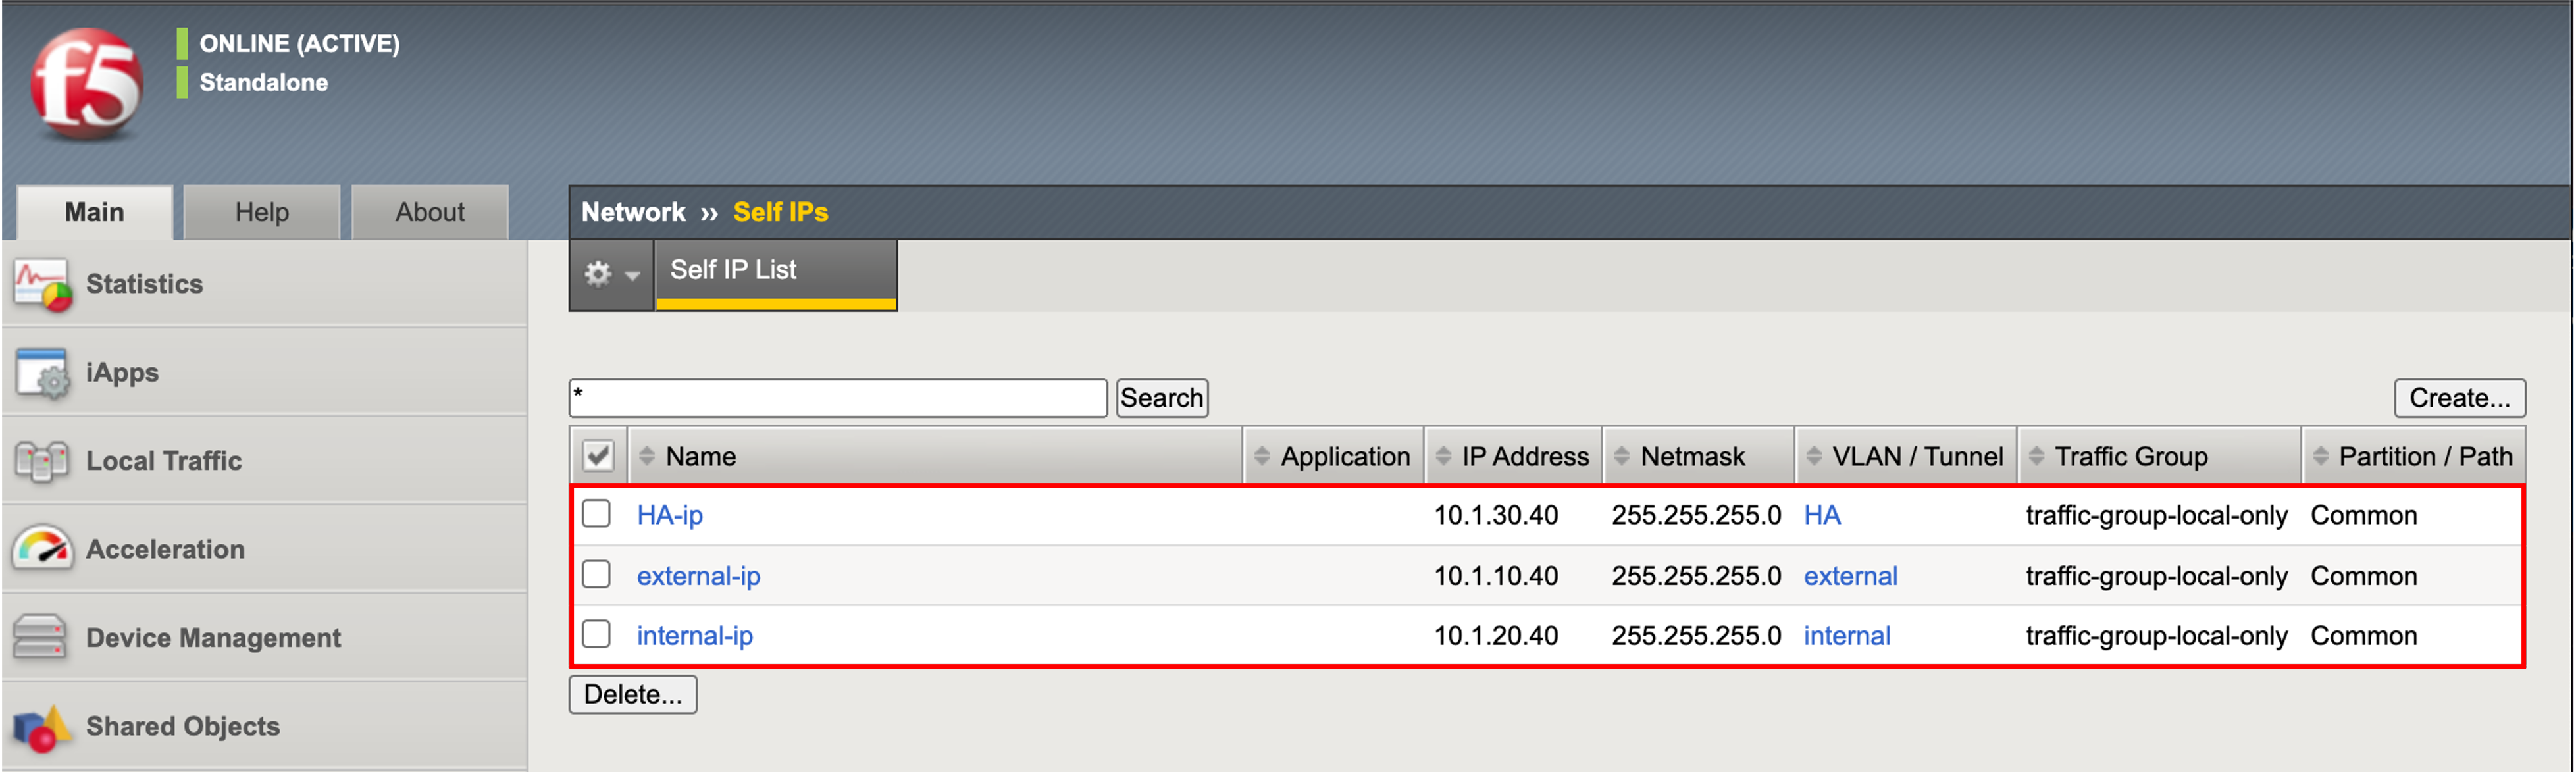 f5
ONLINE (ACTIVE)
Standalone
Main Help About
Network ›› Self IPs
Self IP List
Statistics
iApps
Local Traffic
Acceleration
Device Management
Shared Objects
* Search Create...
Name Application IP Address Netmask VLAN / Tunnel Traffic Group Partition / Path
HA-ip 10.1.30.40 255.255.255.0 HA traffic-group-local-only Common
external-ip 10.1.10.40 255.255.255.0 external traffic-group-local-only Common
internal-ip 10.1.20.40 255.255.255.0 internal traffic-group-local-only Common
Delete...